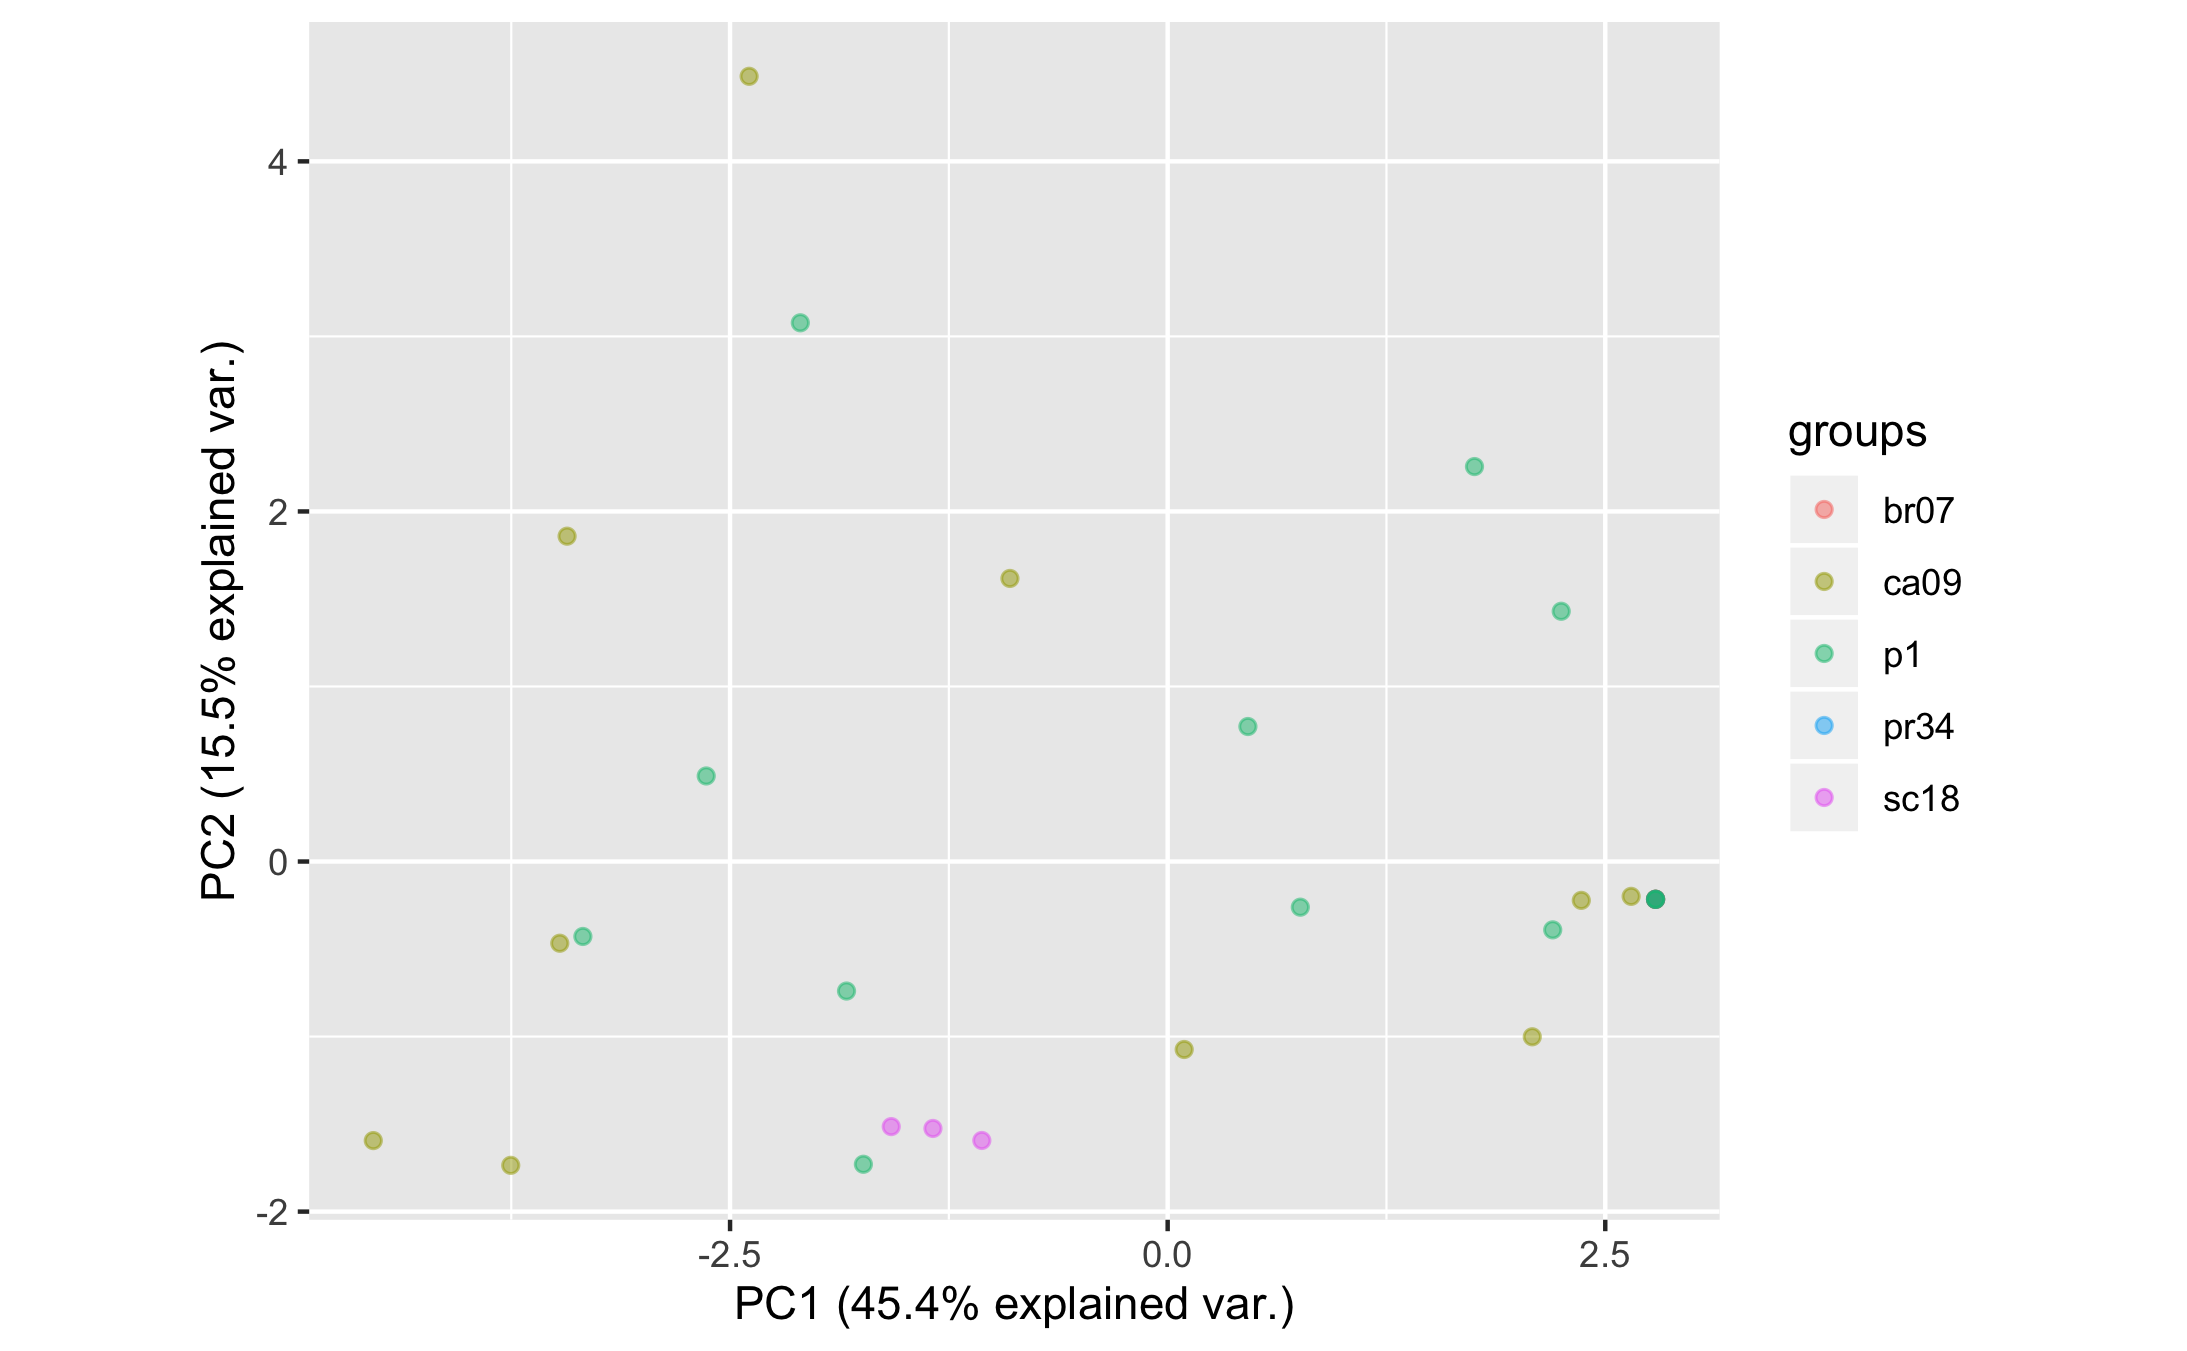 4
2
0
-2
-2.5
0.0
2.5
PC1 (45.4% explained var.)
PC2 (15.5% explained var.)
groups
br07
ca09
p1
pr34
sc18